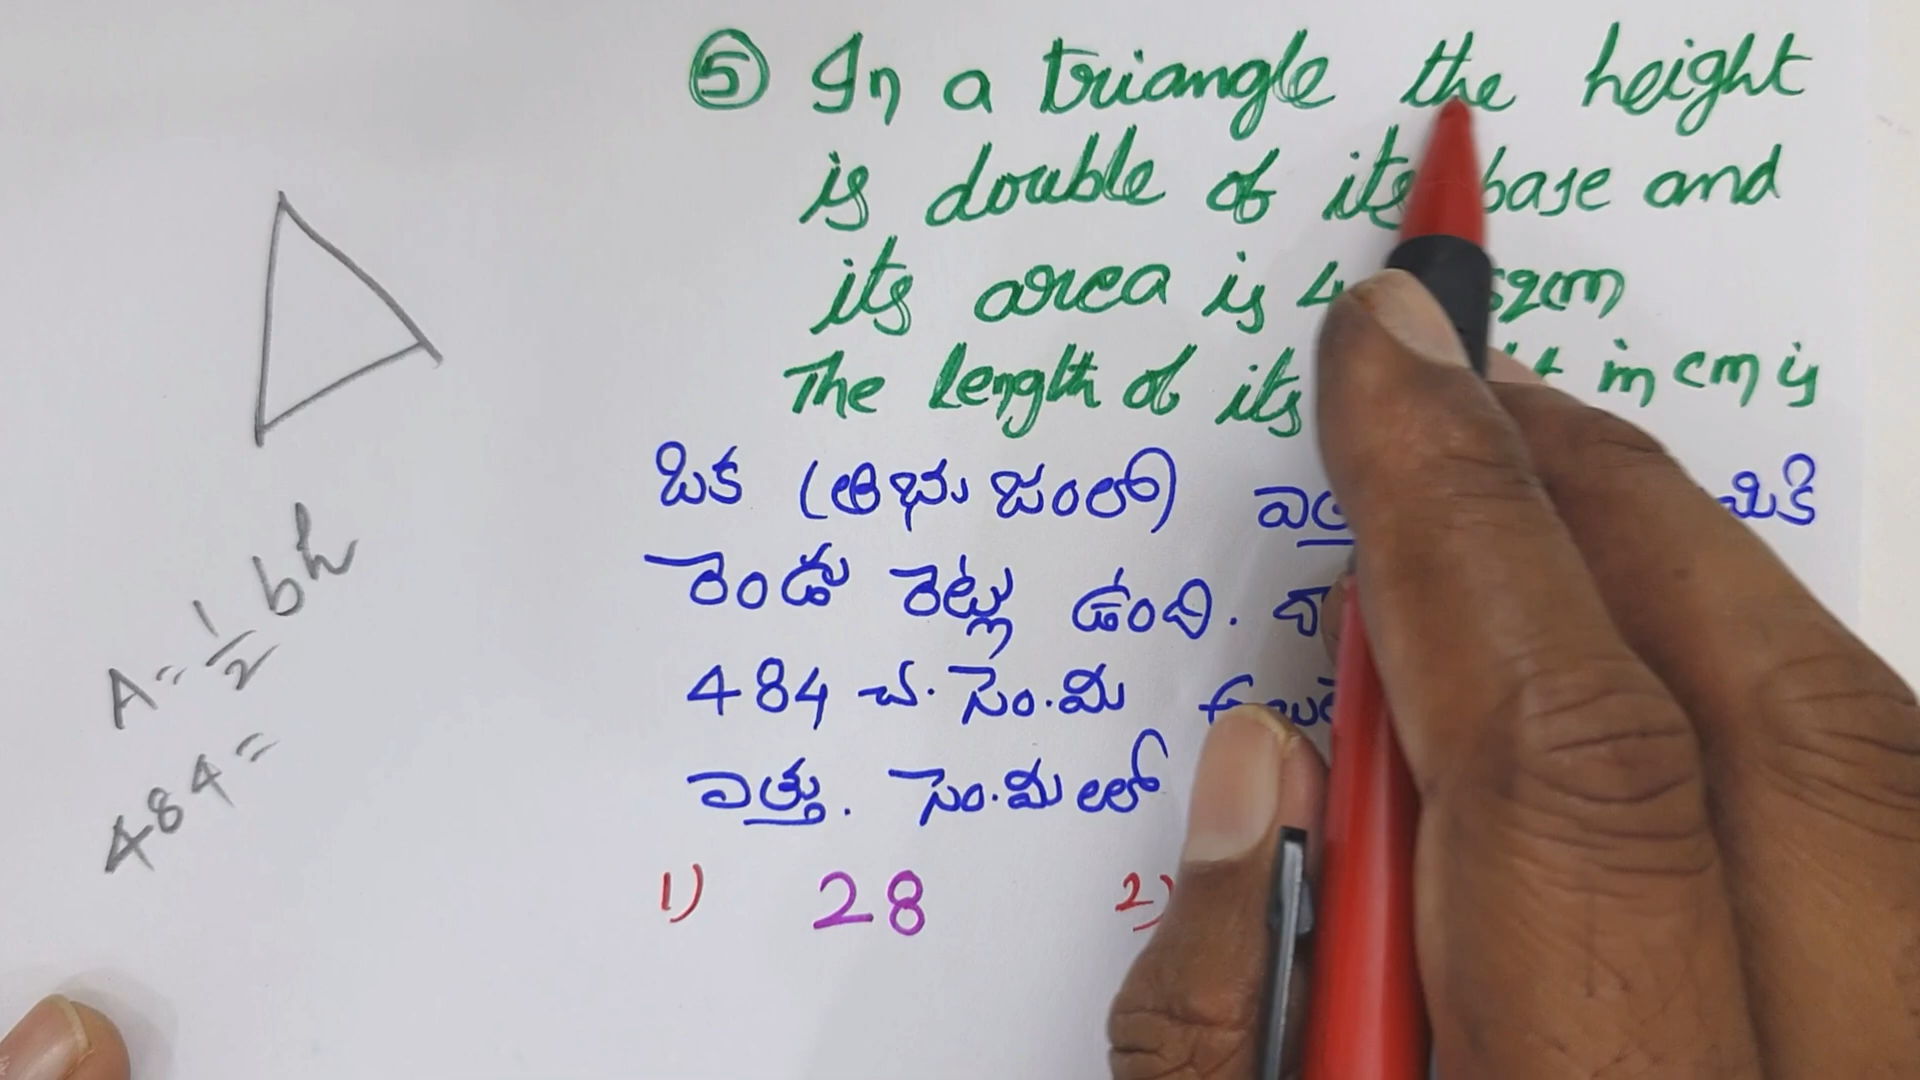 ⑤ In a triangle the height
is double of its base and
its area is 4 s2cm
The length of its in cm is
ఒక త్రిభుజంలో
రెండు రెట్లు ఉంది.
484 చ. సెం.మీ
ఎత్తు. సెం.మీలలో
1) 28 2)
A = 1/2 bh
484 =